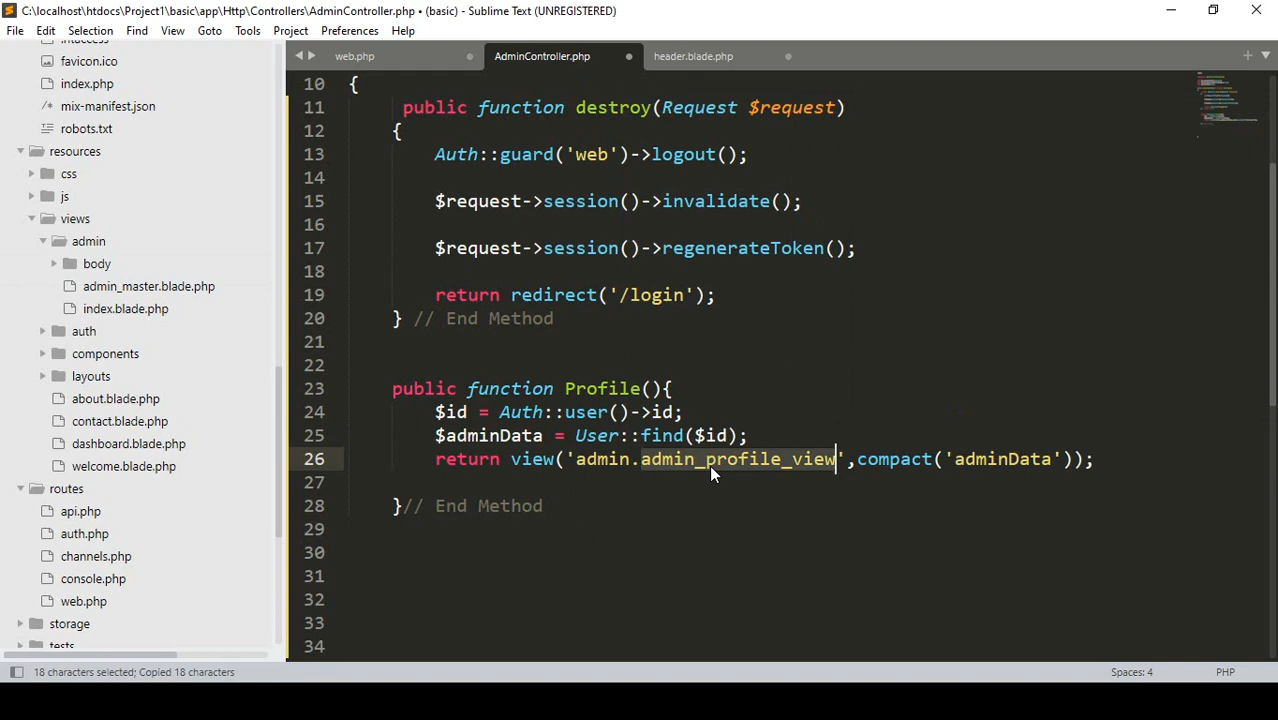 C:\localhost\htdocs\Project1\basic\app\Http\Controllers\AdminController.php • (basic) - Sublime Text (UNREGISTERED)
File Edit Selection Find View Goto Tools Project Preferences Help
favicon.ico
index.php
mix-manifest.json
robots.txt
resources
css
js
views
admin
body
admin_master.blade.php
index.blade.php
auth
components
layouts
about.blade.php
contact.blade.php
dashboard.blade.php
welcome.blade.php
routes
api.php
auth.php
channels.php
console.php
web.php
storage
tests
web.php AdminController.php header.blade.php
10 {
11 public function destroy(Request $request)
12 {
13 Auth::guard('web')->logout();
14
15 $request->session()->invalidate();
16
17 $request->session()->regenerateToken();
18
19 return redirect('/login');
20 } // End Method
21
22
23 public function Profile(){
24 $id = Auth::user()->id;
25 $adminData = User::find($id);
26 return view('admin.admin_profile_view',compact('adminData'));
27
28 }// End Method
29
30
31
32
33
34
18 characters selected; Copied 18 characters Spaces: 4 PHP